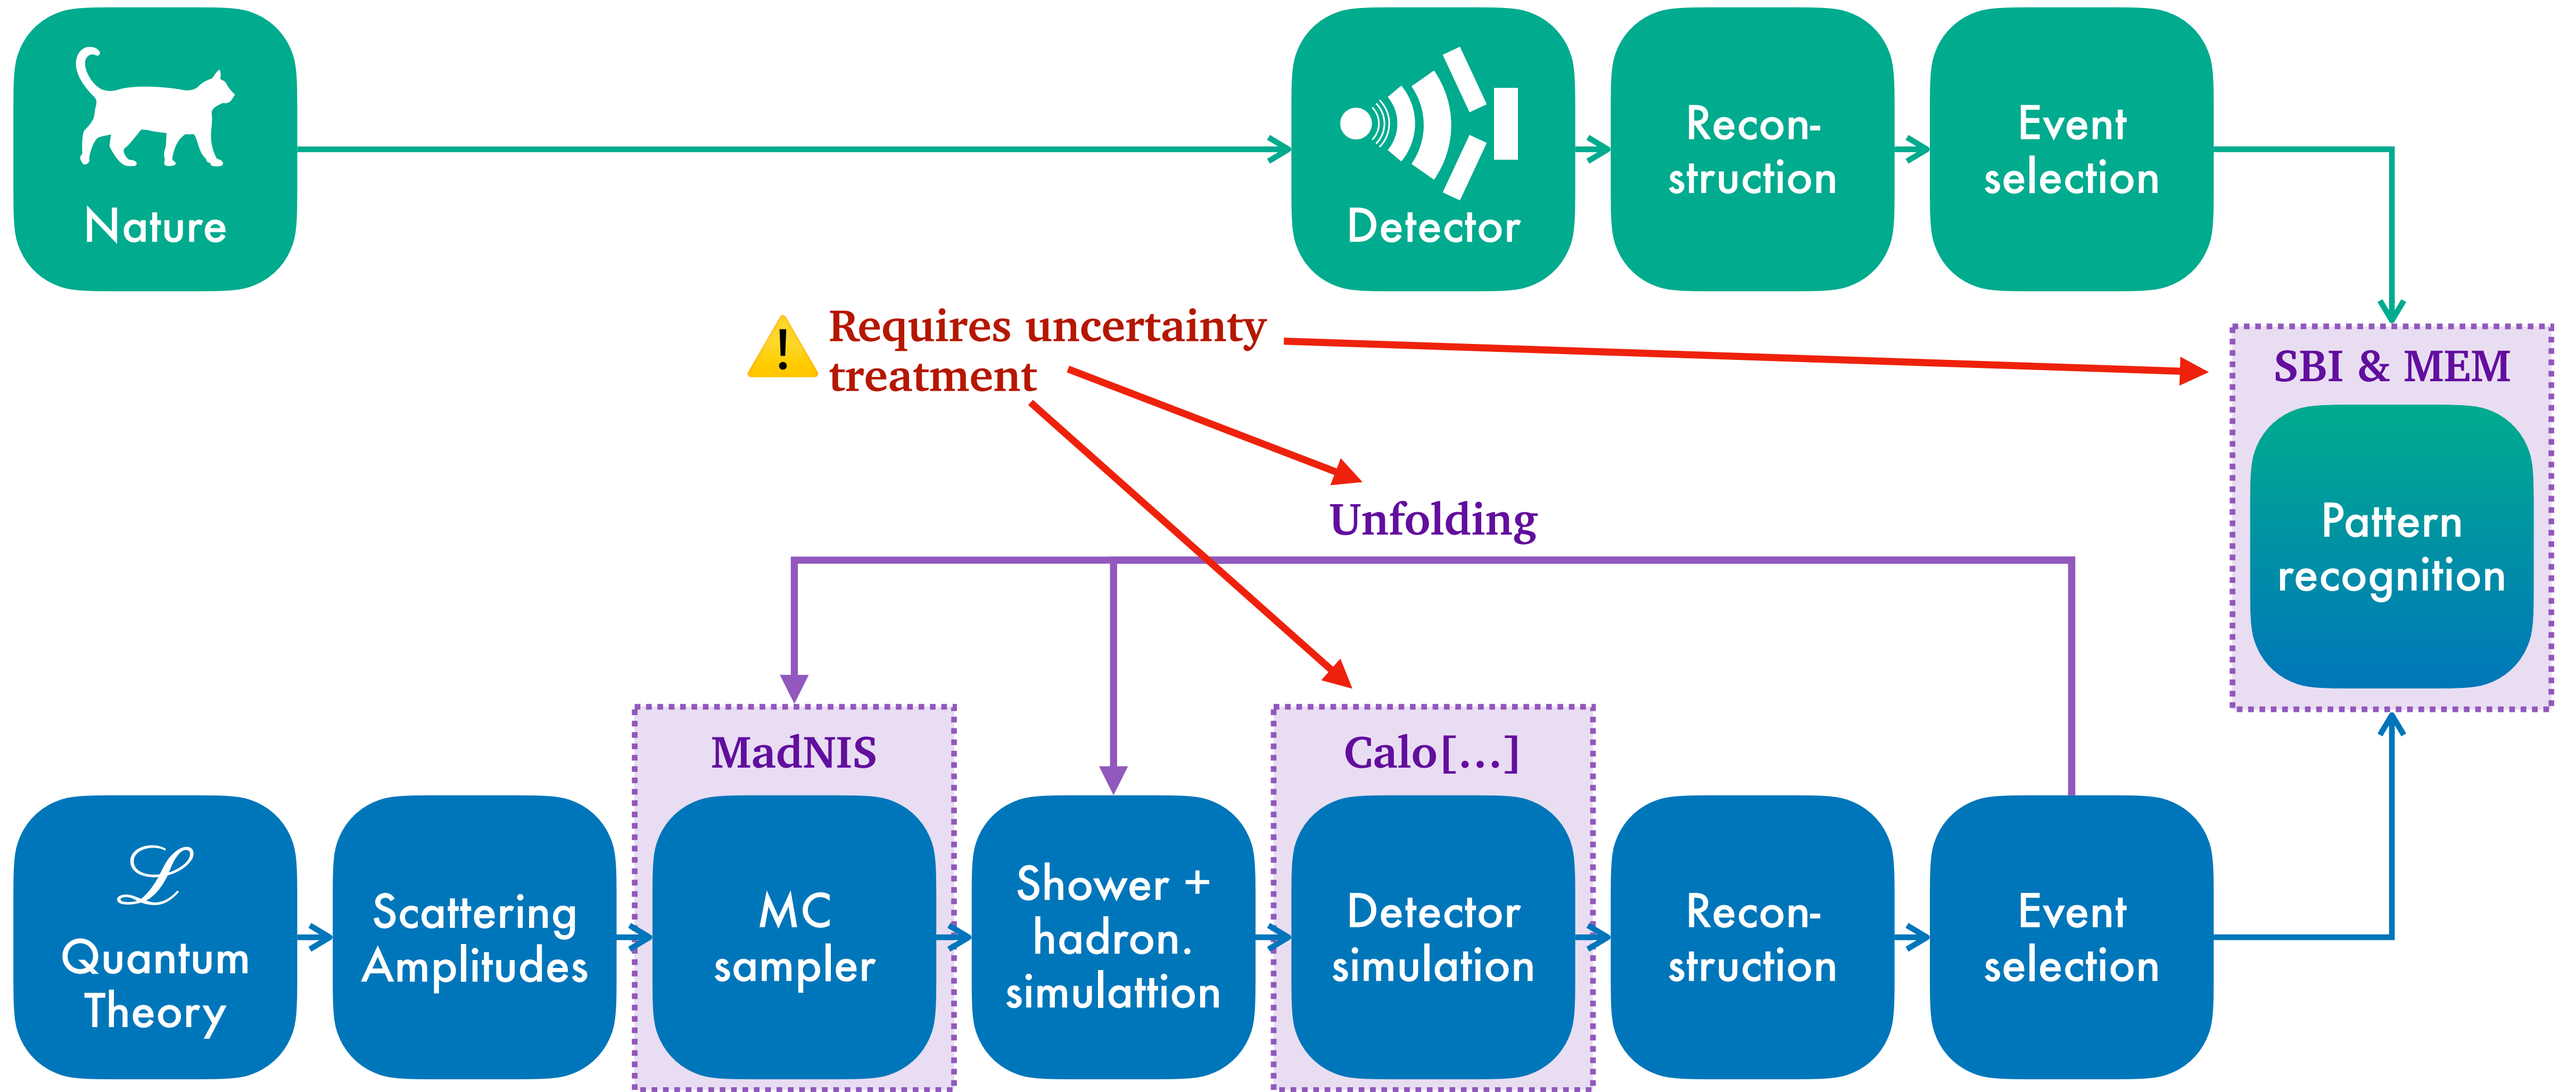 Nature
Detector
Recon-
struction
Event
selection
Requires uncertainty
treatment
SBI & MEM
Pattern
recognition
Unfolding
MadNIS
Calo[...]
ℒ
Quantum
Theory
Scattering
Amplitudes
MC
sampler
Shower +
hadron.
simulattion
Detector
simulation
Recon-
struction
Event
selection